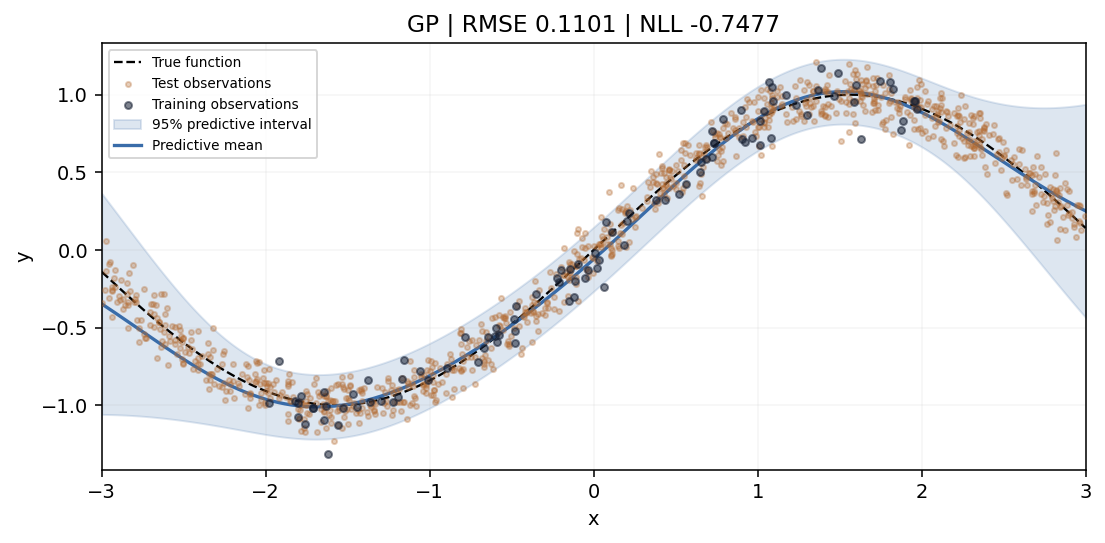 GP | RMSE 0.1101 | NLL -0.7477
True function
Test observations
Training observations
95% predictive interval
Predictive mean
y
1.0
0.5
0.0
−0.5
−1.0
−3 −2 −1 0 1 2 3
x